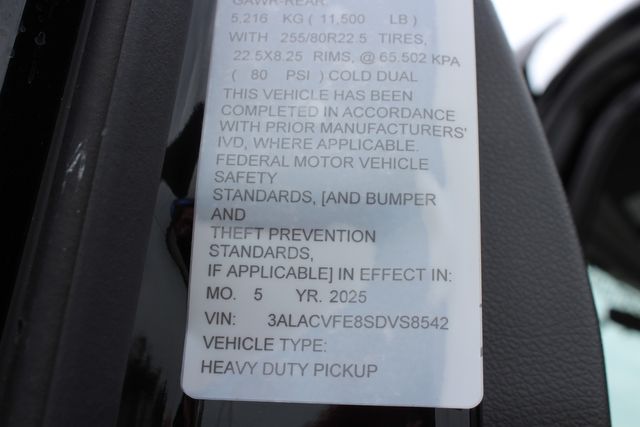 GAWR-REAR:
5,216 KG ( 11,500 LB )
WITH 255/80R22.5 TIRES,
22.5X8.25 RIMS, @ 65.502 KPA
( 80 PSI ) COLD DUAL
THIS VEHICLE HAS BEEN
COMPLETED IN ACCORDANCE
WITH PRIOR MANUFACTURERS'
IVD, WHERE APPLICABLE.
FEDERAL MOTOR VEHICLE
SAFETY
STANDARDS, [AND BUMPER
AND
THEFT PREVENTION
STANDARDS,
IF APPLICABLE] IN EFFECT IN:
MO. 5 YR. 2025
VIN: 3ALACVFE8SDVS8542
VEHICLE TYPE:
HEAVY DUTY PICKUP